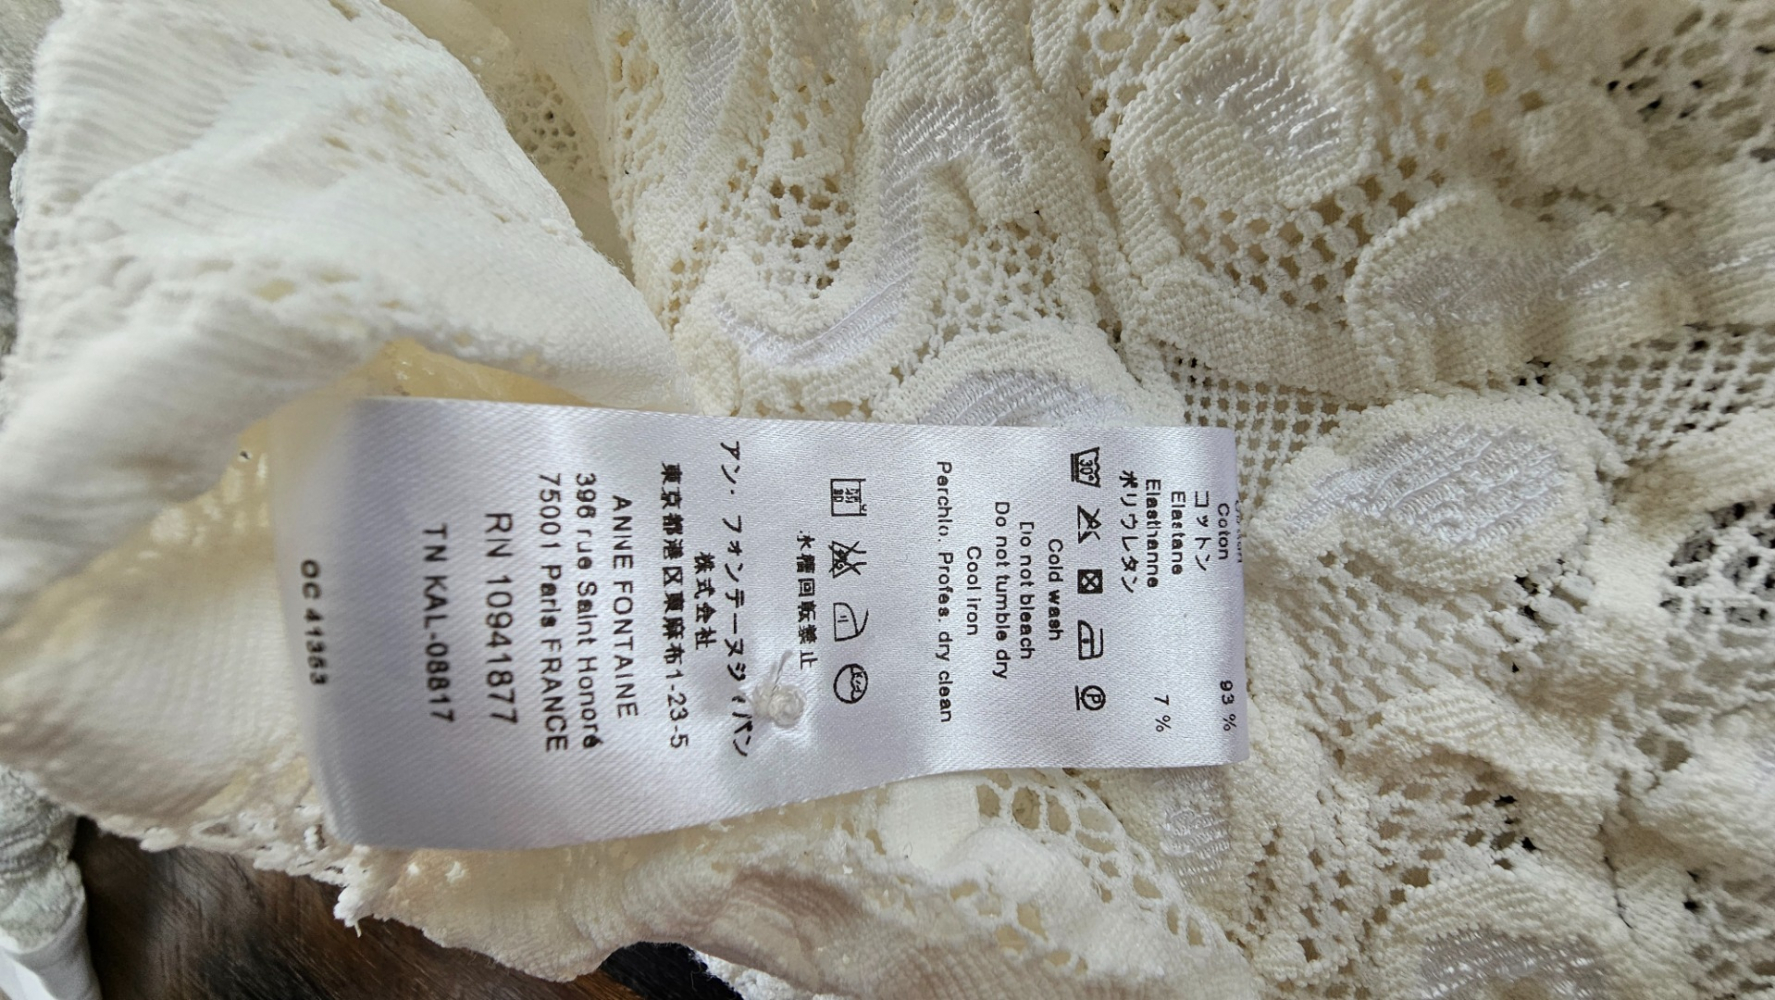 Coton 93 %
コットン
Elastane
Elasthanne 7 %
ポリウレタン
30°
P
Cold wash
Do not bleach
Do not tumble dry
Cool iron
Perchlo. Profes. dry clean
水槽回転禁止
アン・フォンテーヌジャパン
株式会社
東京都港区東麻布1-23-5
ANNE FONTAINE
396 rue Saint Honoré
75001 Paris FRANCE
RN 10941877
TN KAL-08817
OC 41353